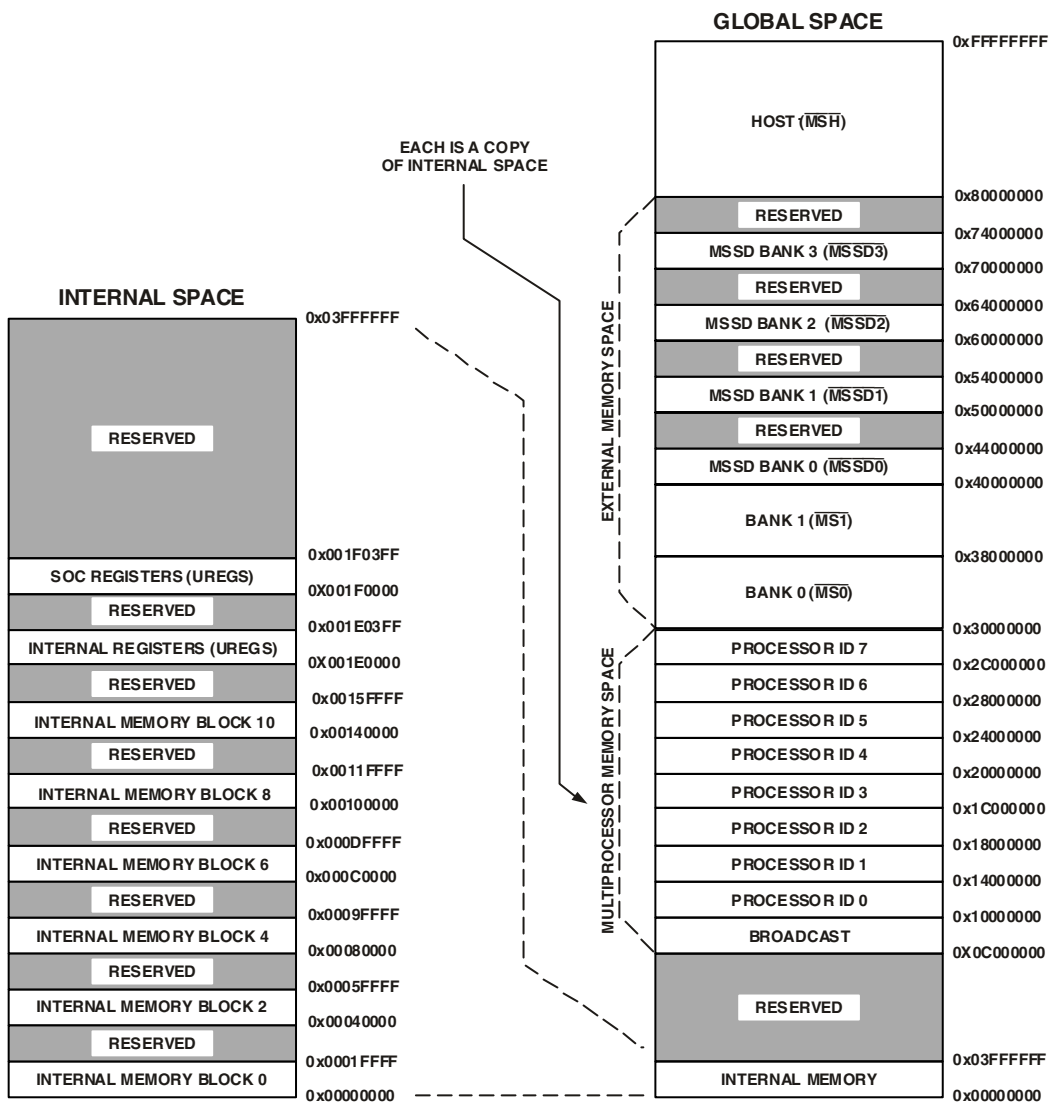 GLOBAL SPACE
0xFFFFFFFF
HOST (MSH)
EACH IS A COPY
OF INTERNAL SPACE
0x80000000
RESERVED
0x74000000
MSSD BANK 3 (MSSD3)
0x70000000
RESERVED
0x64000000
MSSD BANK 2 (MSSD2)
0x60000000
RESERVED
0x54000000
MSSD BANK 1 (MSSD1)
0x50000000
RESERVED
0x44000000
MSSD BANK 0 (MSSD0)
0x40000000
BANK 1 (MS1)
0x38000000
BANK 0 (MS0)
0x30000000
EXTERNAL MEMORY SPACE
PROCESSOR ID 7
0x2C000000
PROCESSOR ID 6
0x28000000
PROCESSOR ID 5
0x24000000
PROCESSOR ID 4
0x20000000
PROCESSOR ID 3
0x1C000000
PROCESSOR ID 2
0x18000000
PROCESSOR ID 1
0x14000000
PROCESSOR ID 0
0x10000000
BROADCAST
0X0C000000
MULTIPROCESSOR MEMORY SPACE
RESERVED
0x03FFFFFF
INTERNAL MEMORY
0x00000000
INTERNAL SPACE
0x03FFFFFF
RESERVED
0x001F03FF
SOC REGISTERS (UREGS)
0X001F0000
RESERVED
0x001E03FF
INTERNAL REGISTERS (UREGS)
0X001E0000
RESERVED
0x0015FFFF
INTERNAL MEMORY BLOCK 10
0x00140000
RESERVED
0x0011FFFF
INTERNAL MEMORY BLOCK 8
0x00100000
RESERVED
0x000DFFFF
INTERNAL MEMORY BLOCK 6
0x000C0000
RESERVED
0x0009FFFF
INTERNAL MEMORY BLOCK 4
0x00080000
RESERVED
0x0005FFFF
INTERNAL MEMORY BLOCK 2
0x00040000
RESERVED
0x0001FFFF
INTERNAL MEMORY BLOCK 0
0x00000000